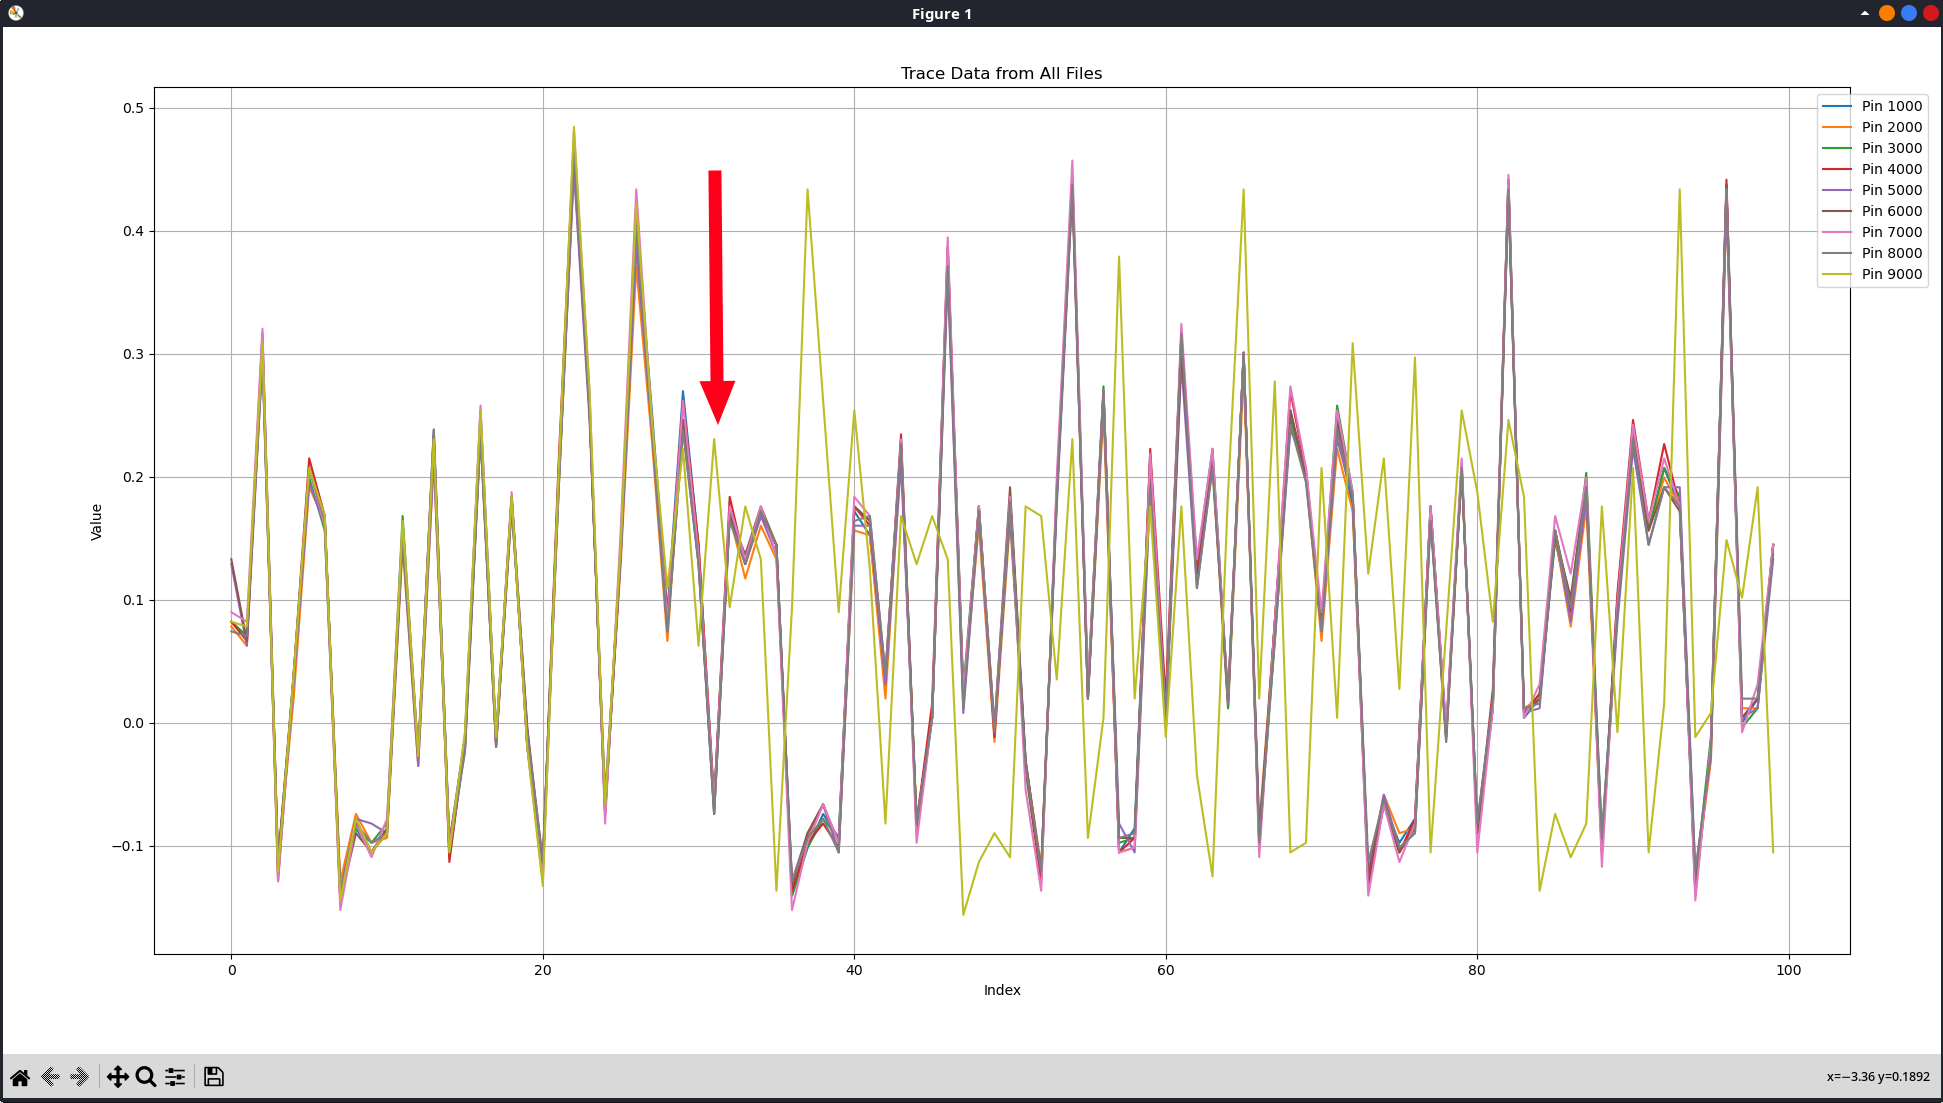 Figure 1
Trace Data from All Files
0.5
0.4
0.3
0.2
0.1
0.0
−0.1
Value
0
20
40
60
80
100
Index
Pin 1000
Pin 2000
Pin 3000
Pin 4000
Pin 5000
Pin 6000
Pin 7000
Pin 8000
Pin 9000
x=−3.36 y=0.1892